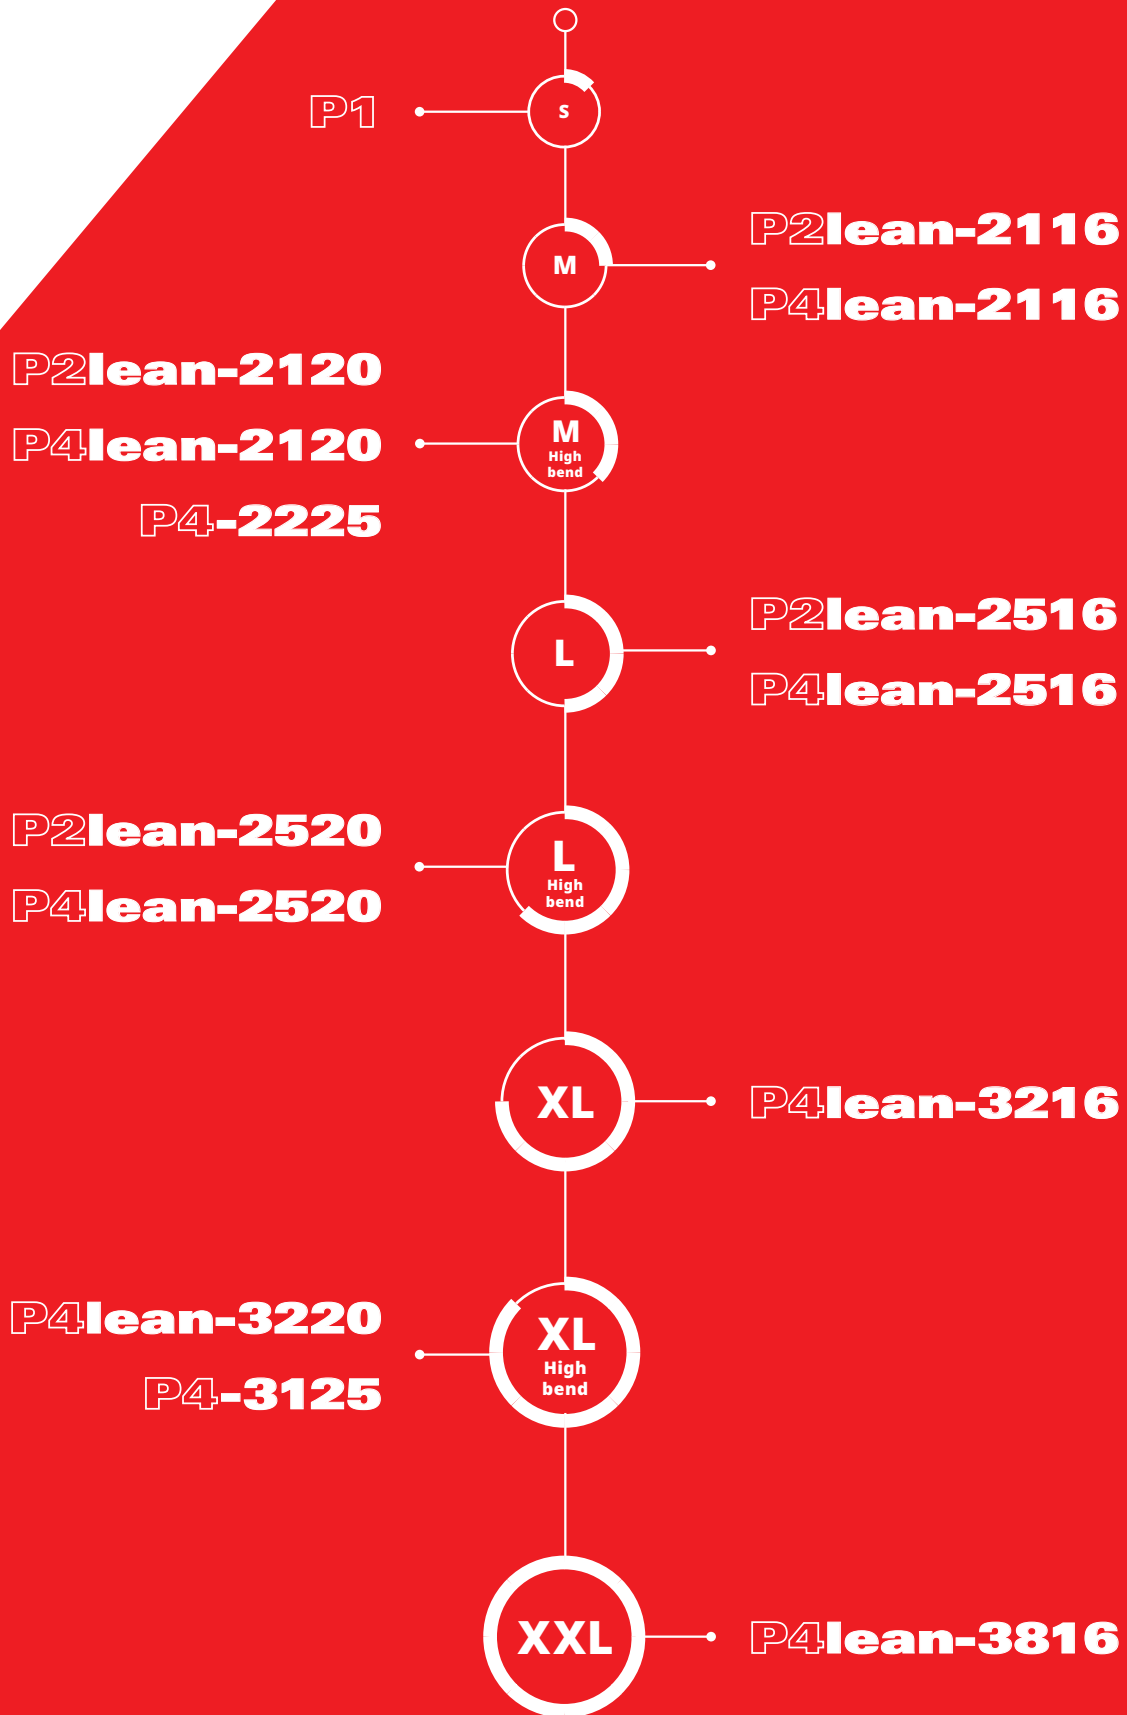 P1
S
M
P2lean-2116
P4lean-2116
P2lean-2120
P4lean-2120
P4-2225
M
High
bend
L
P2lean-2516
P4lean-2516
P2lean-2520
P4lean-2520
L
High
bend
XL
P4lean-3216
P4lean-3220
P4-3125
XL
High
bend
XXL
P4lean-3816